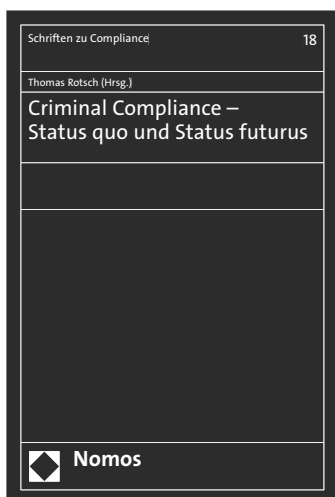 Schriften zu Compliance 18
Thomas Rotsch (Hrsg.)
Criminal Compliance –
Status quo und Status futurus
Nomos